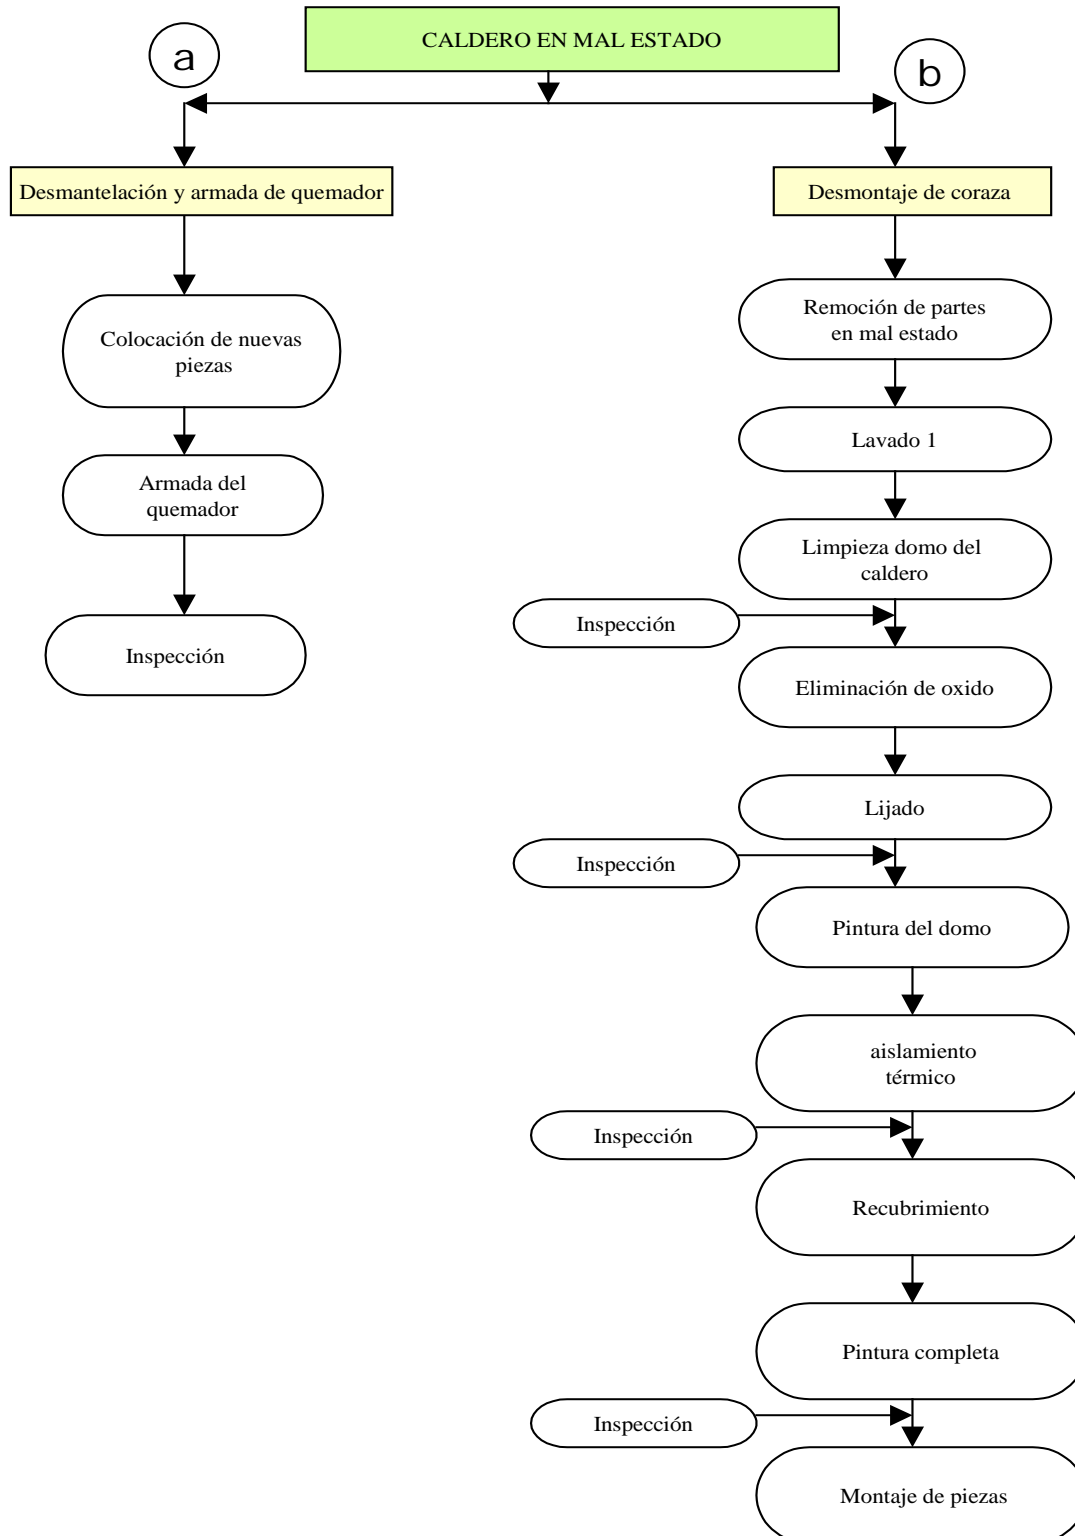 CALDERO EN MAL ESTADO
a
b
Desmantelación y armada de quemador
Colocación de nuevas
piezas
Armada del
quemador
Inspección
Desmontaje de coraza
Remoción de partes
en mal estado
Lavado 1
Limpieza domo del
caldero
Inspección
Eliminación de oxido
Lijado
Inspección
Pintura del domo
aislamiento
térmico
Inspección
Recubrimiento
Pintura completa
Inspección
Montaje de piezas